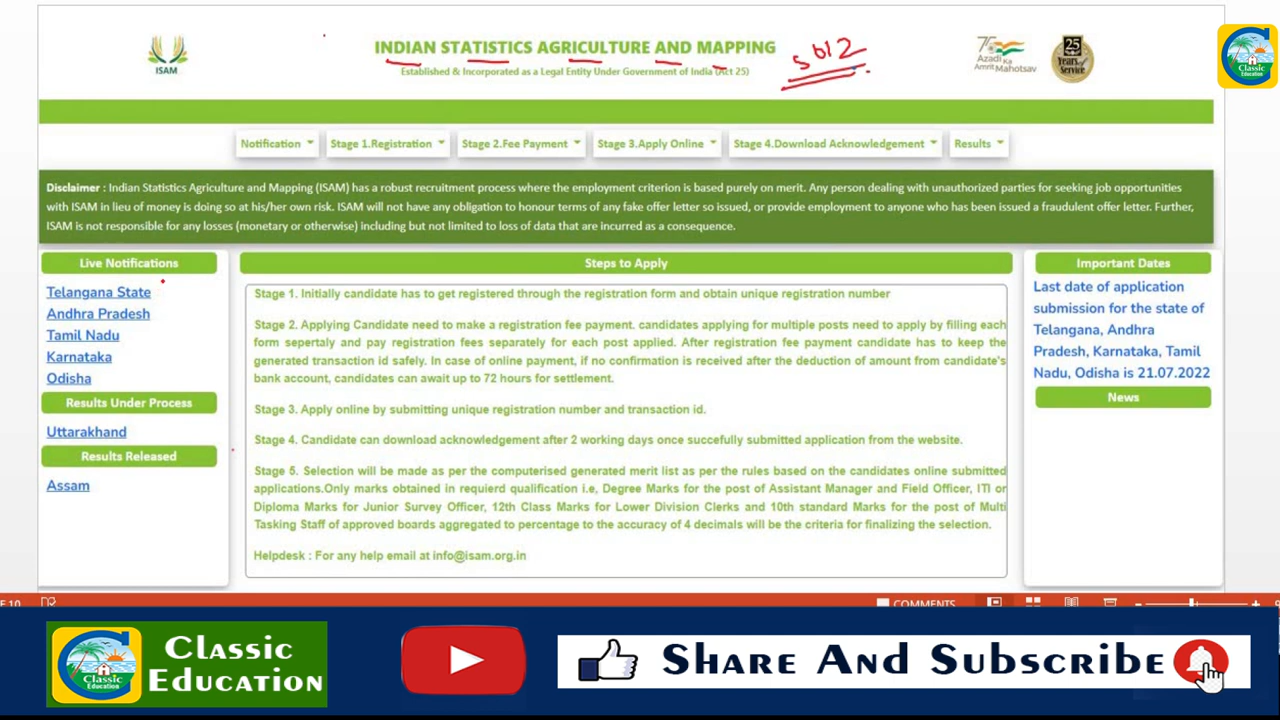 INDIAN STATISTICS AGRICULTURE AND MAPPING
Established & Incorporated as a Legal Entity Under Government of India (Act 25)
ISAM
Azadi Ka
Amrit Mahotsav
25
Years of
Service
Classic
Education
Notification
Stage 1.Registration
Stage 2.Fee Payment
Stage 3.Apply Online
Stage 4.Download Acknowledgement
Results
Disclaimer : Indian Statistics Agriculture and Mapping (ISAM) has a robust recruitment process where the employment criterion is based purely on merit. Any person dealing with unauthorized parties for seeking job opportunities
with ISAM in lieu of money is doing so at his/her own risk. ISAM will not have any obligation to honour terms of any fake offer letter so issued, or provide employment to anyone who has been issued a fraudulent offer letter. Further,
ISAM is not responsible for any losses (monetary or otherwise) including but not limited to loss of data that are incurred as a consequence.
Live Notifications
Telangana State
Andhra Pradesh
Tamil Nadu
Karnataka
Odisha
Results Under Process
Uttarakhand
Results Released
Assam
Steps to Apply
Stage 1. Initially candidate has to get registered through the registration form and obtain unique registration number
Stage 2. Applying Candidate need to make a registration fee payment. candidates applying for multiple posts need to apply by filling each
form sepertaly and pay registration fees separately for each post applied. After registration fee payment candidate has to keep the
generated transaction id safely. In case of online payment, if no confirmation is received after the deduction of amount from candidate's
bank account, candidates can await up to 72 hours for settlement.
Stage 3. Apply online by submitting unique registration number and transaction id.
Stage 4. Candidate can download acknowledgement after 2 working days once succefully submitted application from the website.
Stage 5. Selection will be made as per the computerised generated merit list as per the rules based on the candidates online submitted
applications.Only marks obtained in requierd qualification i.e, Degree Marks for the post of Assistant Manager and Field Officer, ITI or
Diploma Marks for Junior Survey Officer, 12th Class Marks for Lower Division Clerks and 10th standard Marks for the post of Multi
Tasking Staff of approved boards aggregated to percentage to the accuracy of 4 decimals will be the criteria for finalizing the selection.
Helpdesk : For any help email at info@isam.org.in
Important Dates
Last date of application
submission for the state of
Telangana, Andhra
Pradesh, Karnataka, Tamil
Nadu, Odisha is 21.07.2022
News
COMMENTS
Classic
Education
Classic
Education
Share And Subscribe